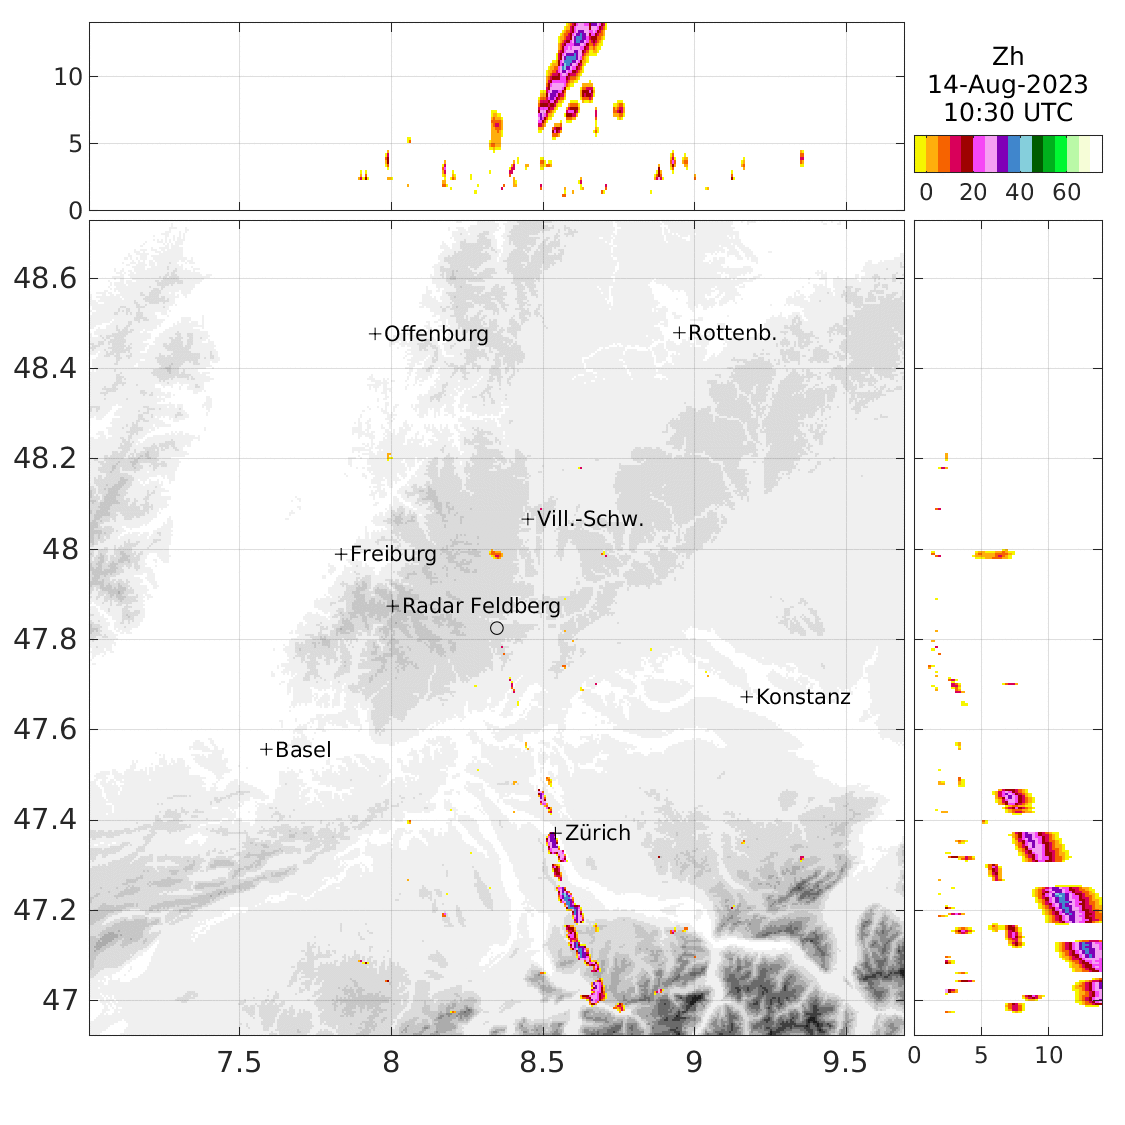 10
5
0
Zh
14-Aug-2023
10:30 UTC
0 20 40 60
48.6
48.4
48.2
48
47.8
47.6
47.4
47.2
47
Offenburg
Rottenb.
Vill.-Schw.
Freiburg
Radar Feldberg
Konstanz
Basel
Zürich
7.5 8 8.5 9 9.5
0 5 10